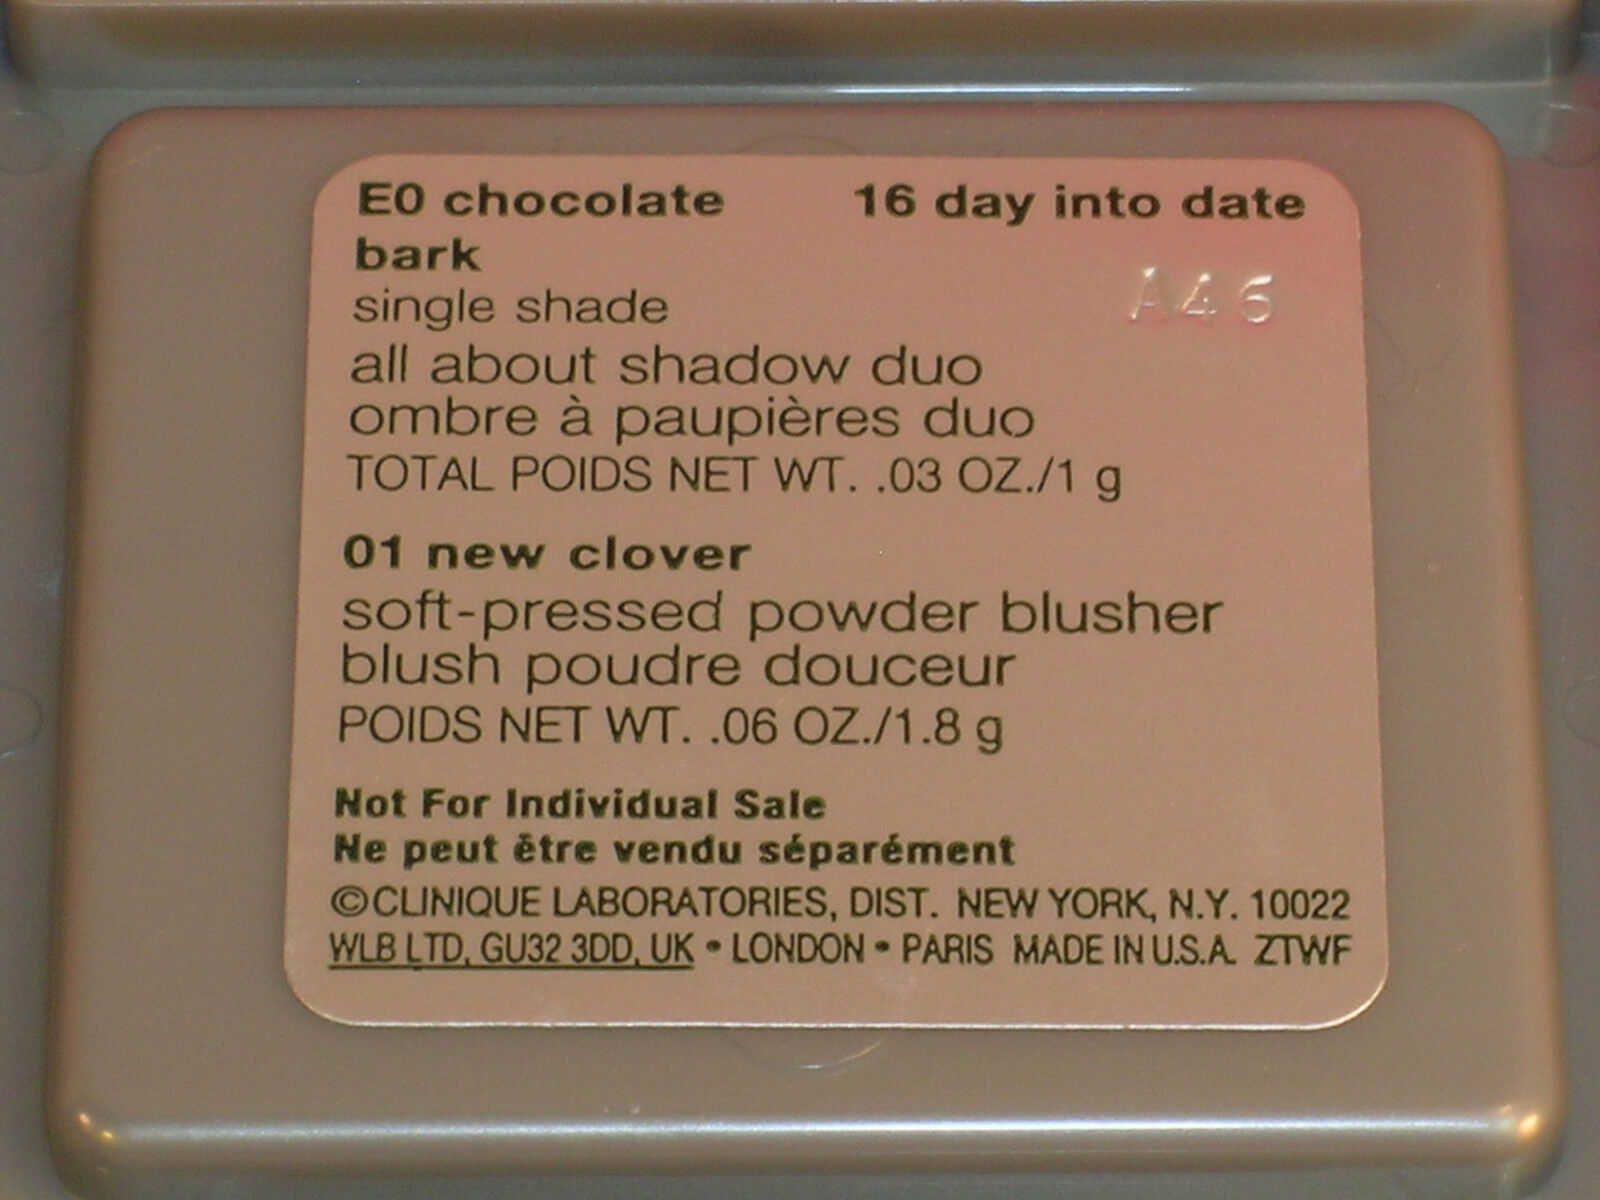 E0 chocolate 16 day into date
bark
A46
single shade
all about shadow duo
ombre à paupières duo
TOTAL POIDS NET WT. .03 OZ./1 g
01 new clover
soft-pressed powder blusher
blush poudre douceur
POIDS NET WT. .06 OZ./1.8 g
Not For Individual Sale
Ne peut être vendu séparément
©CLINIQUE LABORATORIES, DIST. NEW YORK, N.Y. 10022
WLB LTD, GU32 3DD, UK • LONDON • PARIS MADE IN U.S.A. ZTWF